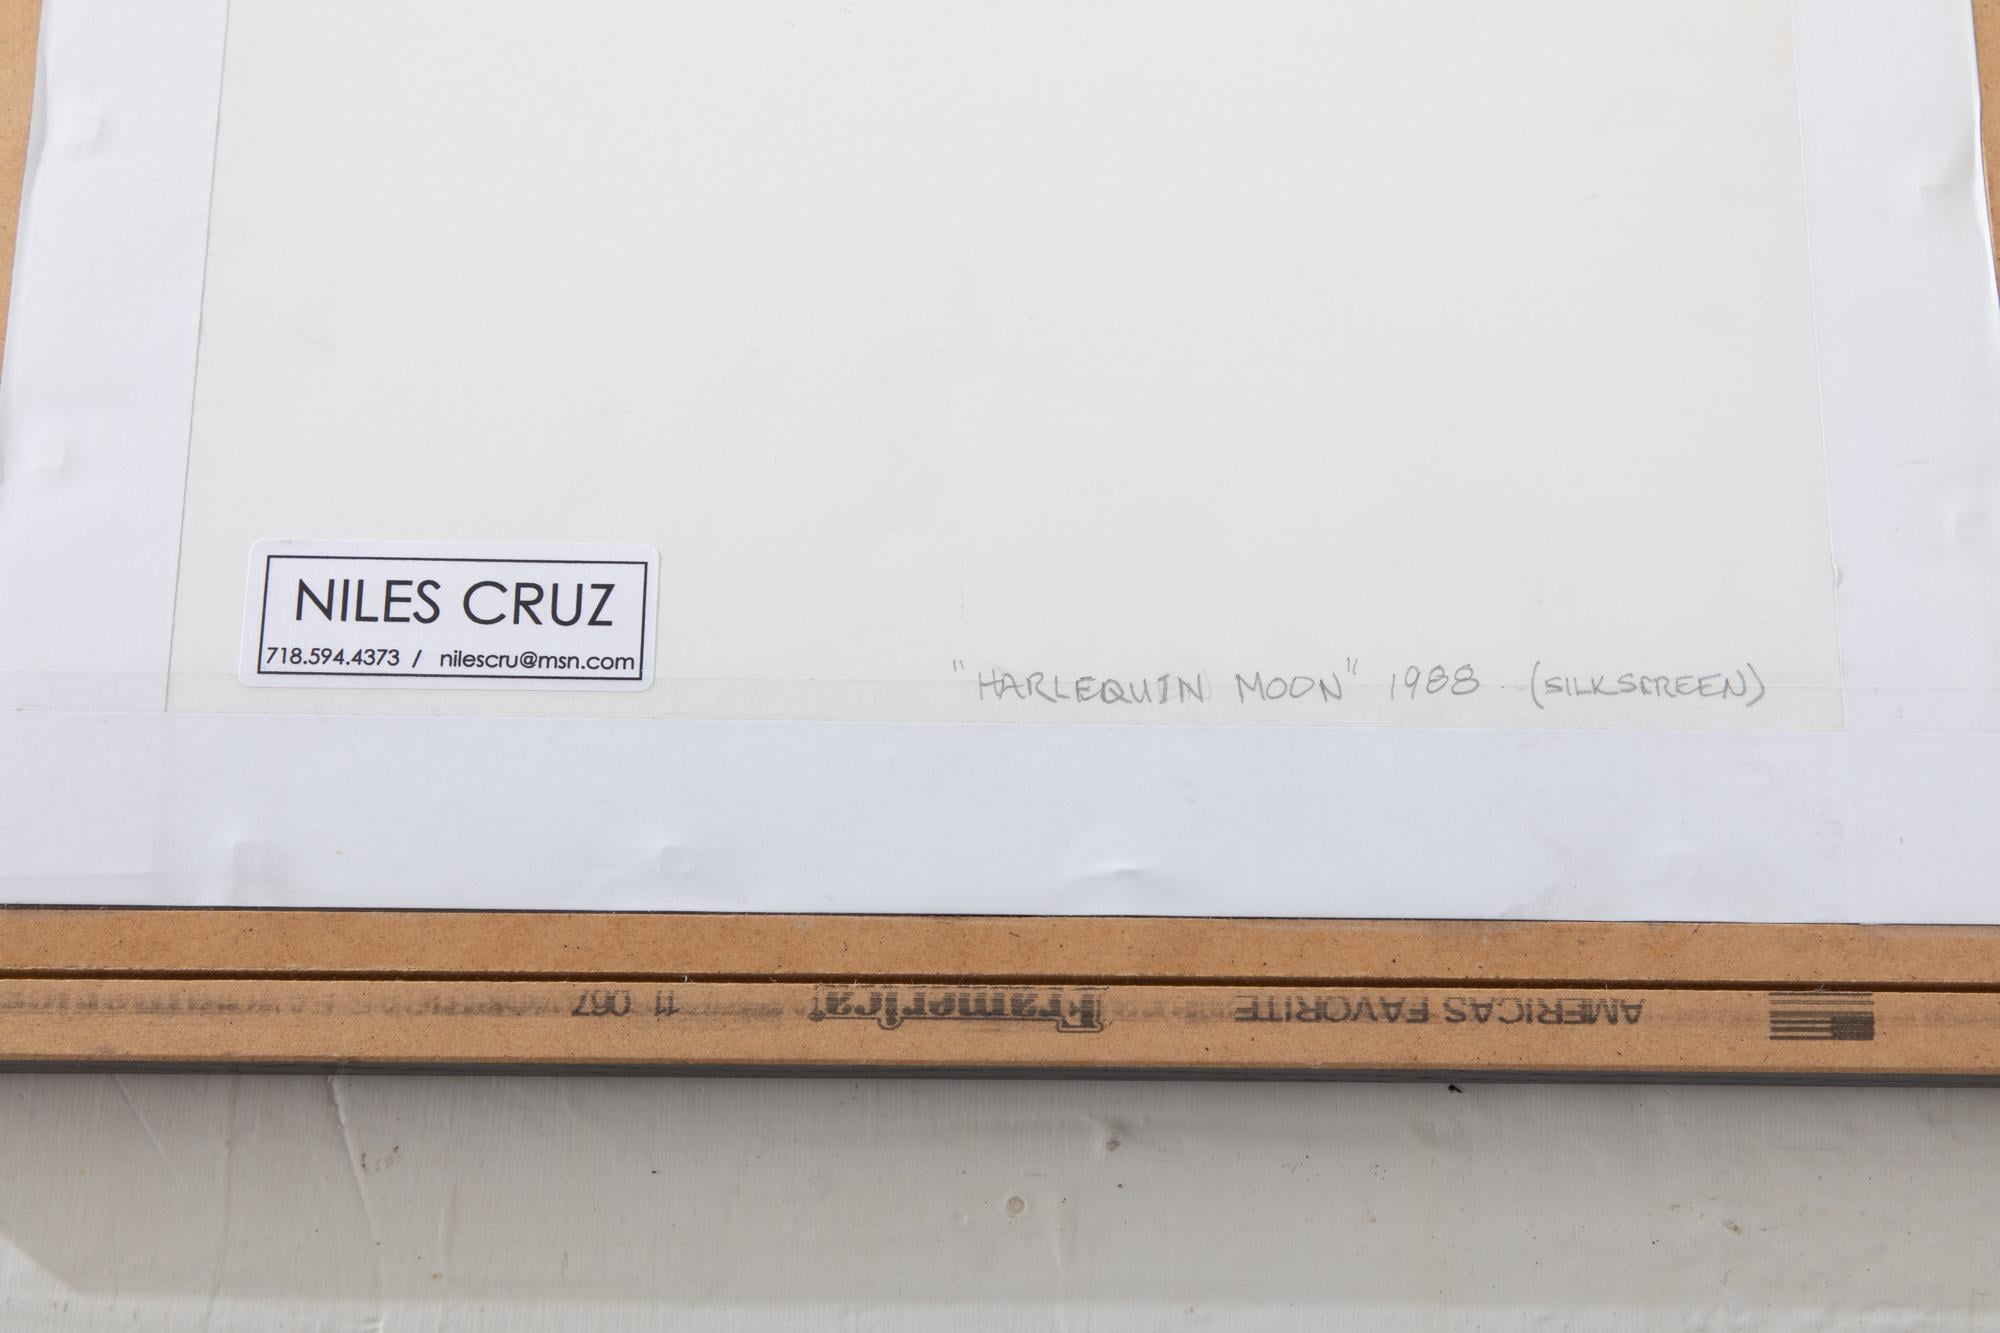 NILES CRUZ
718.594.4373 / nilescru@msn.com
"HARLEQUIN MOON" 1988 (SILKSCREEN)
AMERICAS FAVORITE Framerica! 11 067